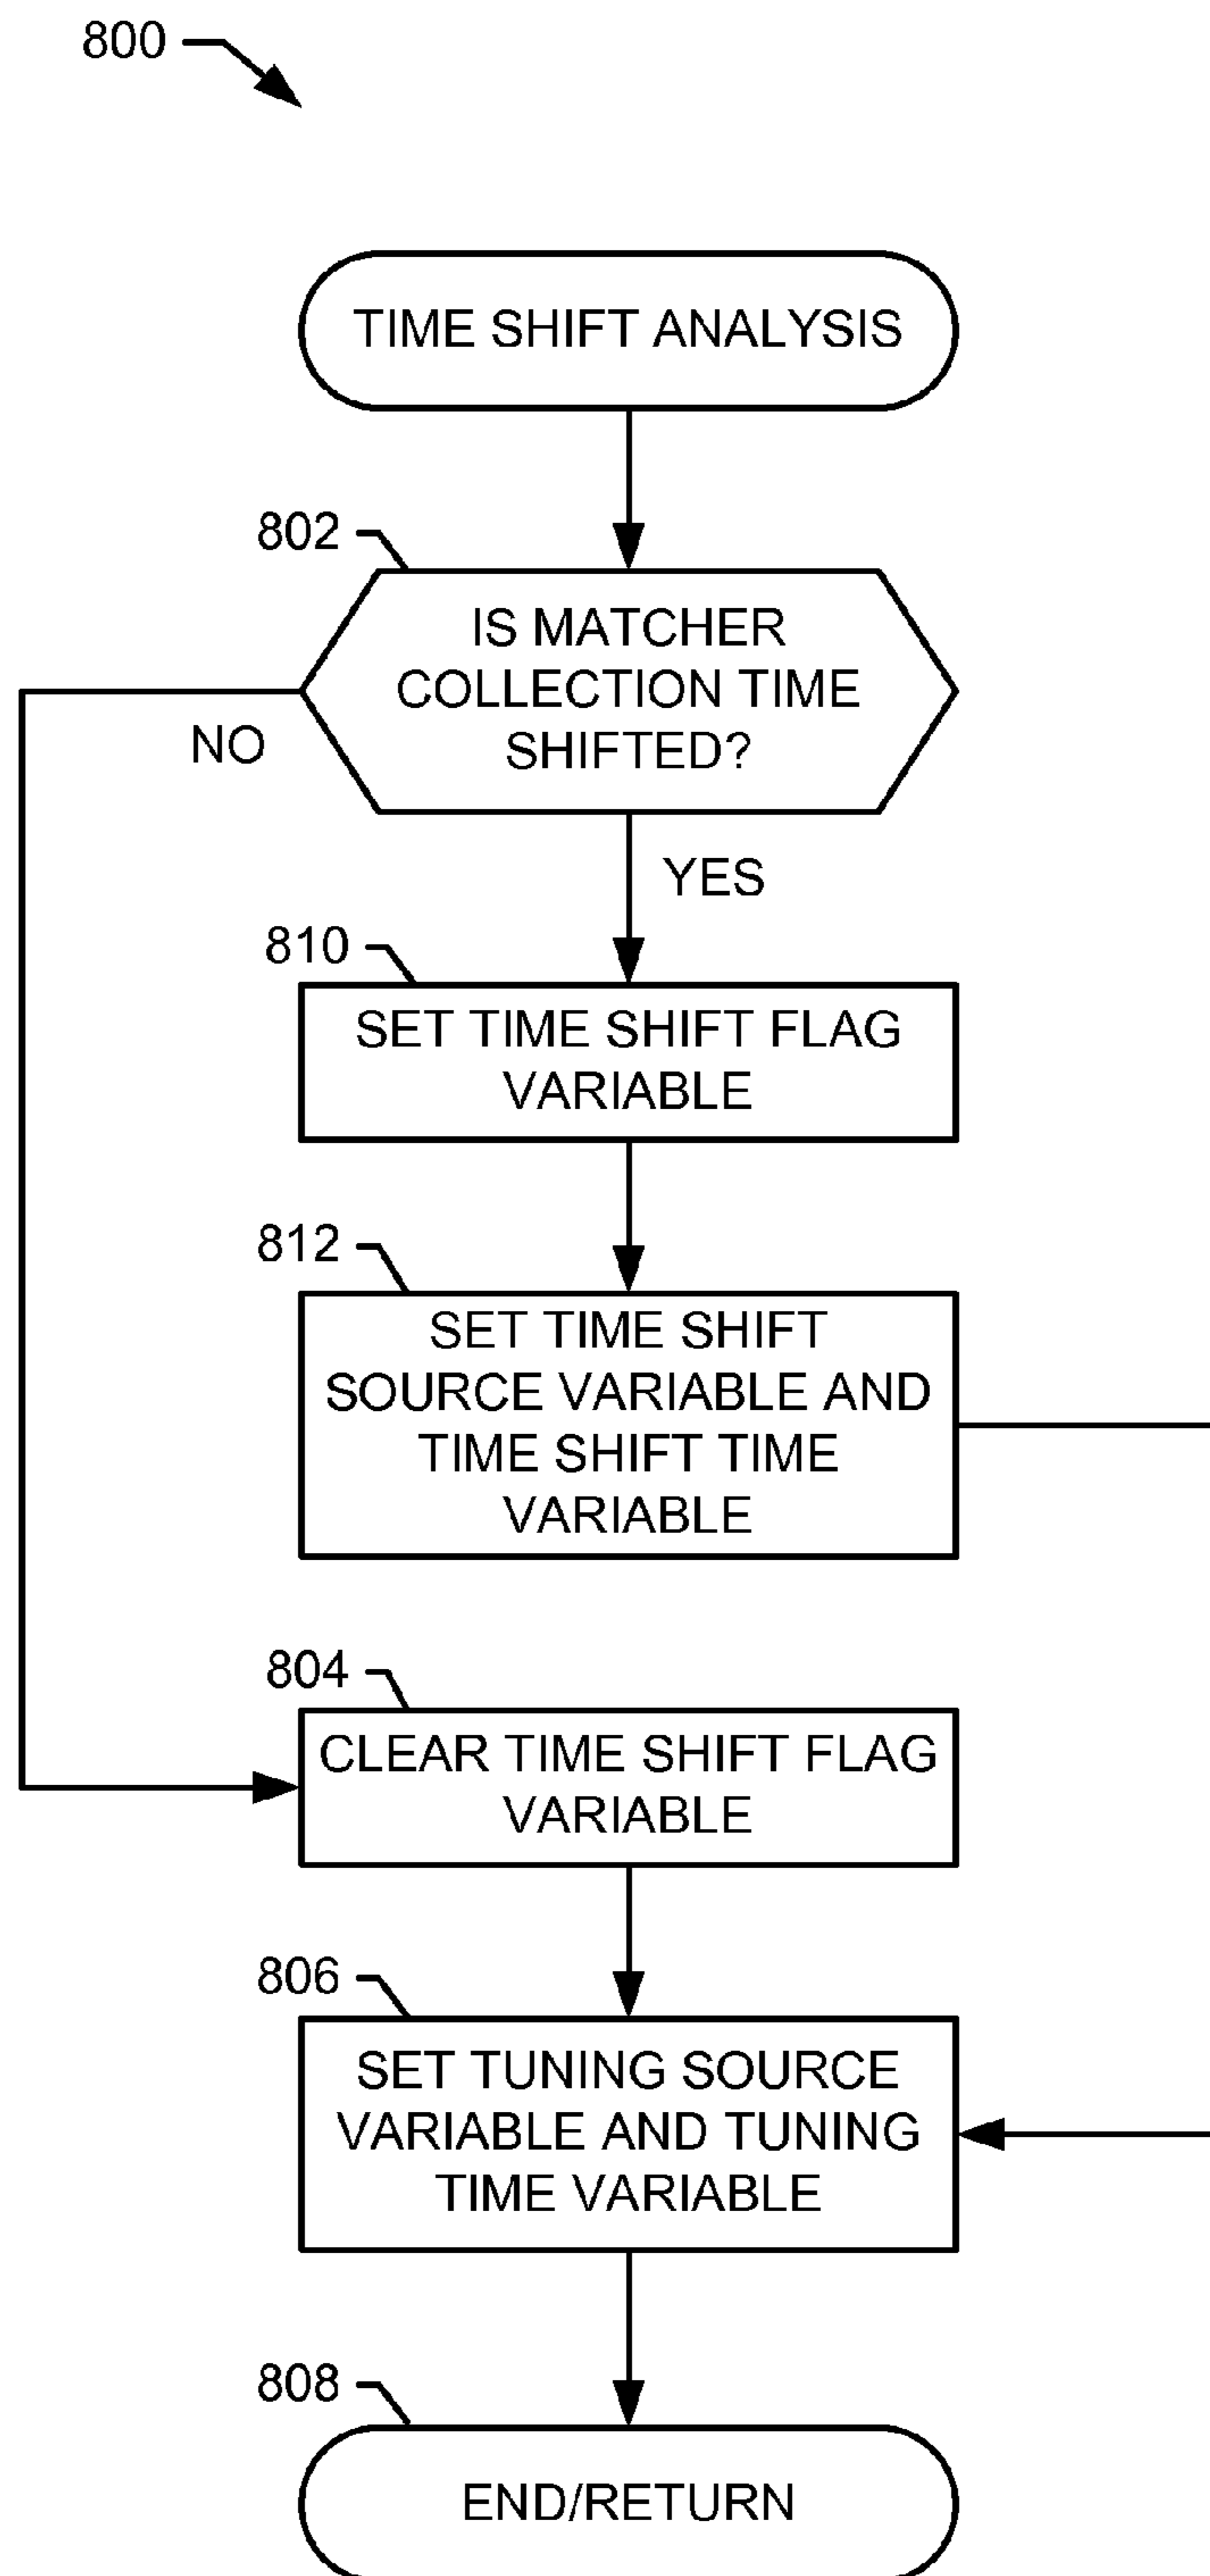 800
TIME SHIFT ANALYSIS
802
IS MATCHER
COLLECTION TIME
SHIFTED?
NO
YES
810
SET TIME SHIFT FLAG
VARIABLE
812
SET TIME SHIFT
SOURCE VARIABLE AND
TIME SHIFT TIME
VARIABLE
804
CLEAR TIME SHIFT FLAG
VARIABLE
806
SET TUNING SOURCE
VARIABLE AND TUNING
TIME VARIABLE
808
END/RETURN